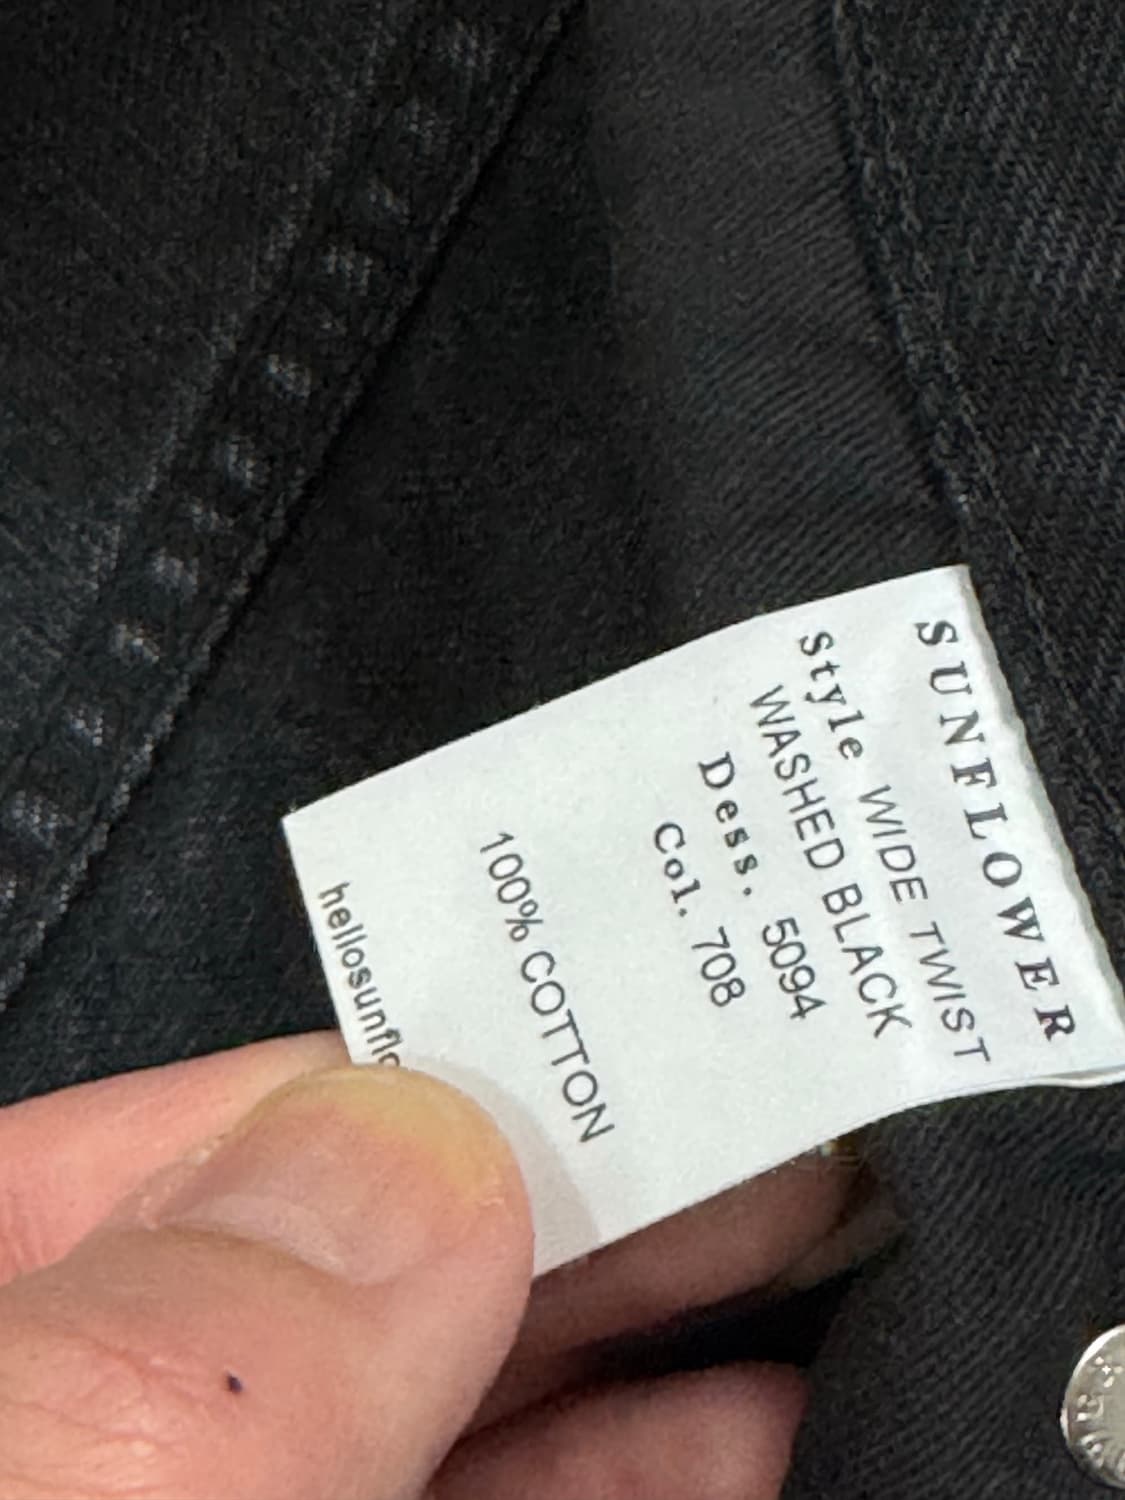 SUNFLOWER
Style WIDE TWIST
WASHED BLACK
Dess. 5094
Col. 708
100% COTTON
hellosunflo